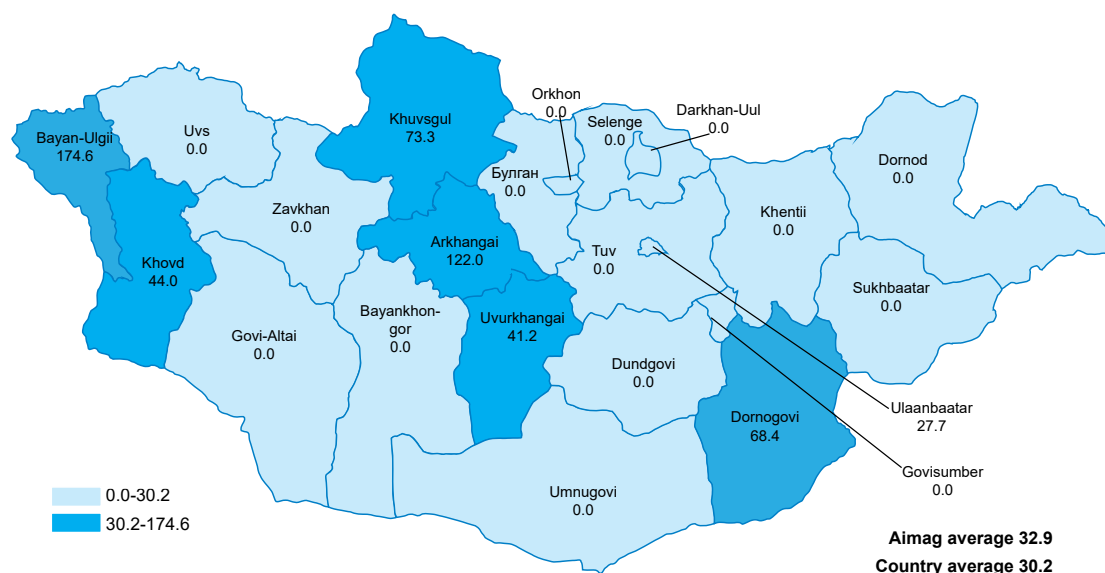 Orkhon
0.0
Darkhan-Uul
0.0
Khuvsgul
73.3
Selenge
0.0
Uvs
0.0
Bayan-Ulgii
174.6
Булган
0.0
Dornod
0.0
Zavkhan
0.0
Khentii
0.0
Arkhangai
122.0
Tuv
0.0
Khovd
44.0
Sukhbaatar
0.0
Bayankhon-
gor
0.0
Uvurkhangai
41.2
Govi-Altai
0.0
Dundgovi
0.0
Dornogovi
68.4
Ulaanbaatar
27.7
Govisumber
0.0
Umnugovi
0.0
0.0-30.2
30.2-174.6
Aimag average 32.9
Country average 30.2